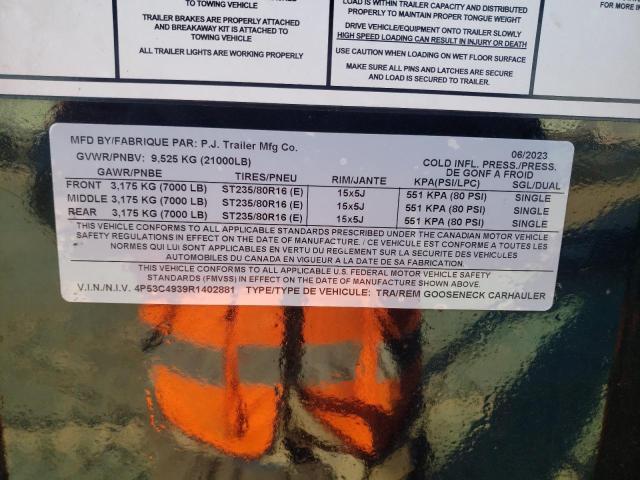 TO TOWING VEHICLE
TRAILER BRAKES ARE PROPERLY ATTACHED
AND BREAKAWAY KIT IS ATTACHED TO
TOWING VEHICLE
ALL TRAILER LIGHTS ARE WORKING PROPERLY
LOAD IS WITHIN TRAILER CAPACITY AND DISTRIBUTED
PROPERLY TO MAINTAIN PROPER TONGUE WEIGHT
DRIVE VEHICLE/EQUIPMENT ONTO TRAILER SLOWLY
HIGH SPEED LOADING CAN RESULT IN INJURY OR DEATH
USE CAUTION WHEN LOADING ON WET FLOOR SURFACE
MAKE SURE ALL PINS AND LATCHES ARE SECURE
AND LOAD IS SECURED TO TRAILER.
FOR MORE
MFD BY/FABRIQUE PAR: P.J. Trailer Mfg Co. 06/2023
GVWR/PNBV: 9,525 KG (21000LB) COLD INFL. PRESS./PRESS.
DE GONF A FROID
GAWR/PNBE TIRES/PNEU RIM/JANTE KPA(PSI/LPC) SGL/DUAL
FRONT 3,175 KG (7000 LB) ST235/80R16 (E) 15x5J 551 KPA (80 PSI) SINGLE
MIDDLE 3,175 KG (7000 LB) ST235/80R16 (E) 15x5J 551 KPA (80 PSI) SINGLE
REAR 3,175 KG (7000 LB) ST235/80R16 (E) 15x5J 551 KPA (80 PSI) SINGLE
THIS VEHICLE CONFORMS TO ALL APPLICABLE STANDARDS PRESCRIBED UNDER THE CANADIAN MOTOR VEHICLE
SAFETY REGULATIONS IN EFFECT ON THE DATE OF MANUFACTURE. / CE VEHICULE EST CONFORME A TOUTES LES
NORMES QUI LUI SONT APPLICABLES EN VERTU DU REGLEMENT SUR LA SECURITE DES VEHICULES
AUTOMOBILES DU CANADA EN VIGUEUR A LA DATE DE SA FABRICATION.
THIS VEHICLE CONFORMS TO ALL APPLICABLE U.S. FEDERAL MOTOR VEHICLE SAFETY
STANDARDS (FMVSS) IN EFFECT ON THE DATE OF MANUFACTURE SHOWN ABOVE.
V.I.N./N.I.V. 4P53C4939R1402881 TYPE/TYPE DE VEHICULE: TRA/REM GOOSENECK CARHAULER